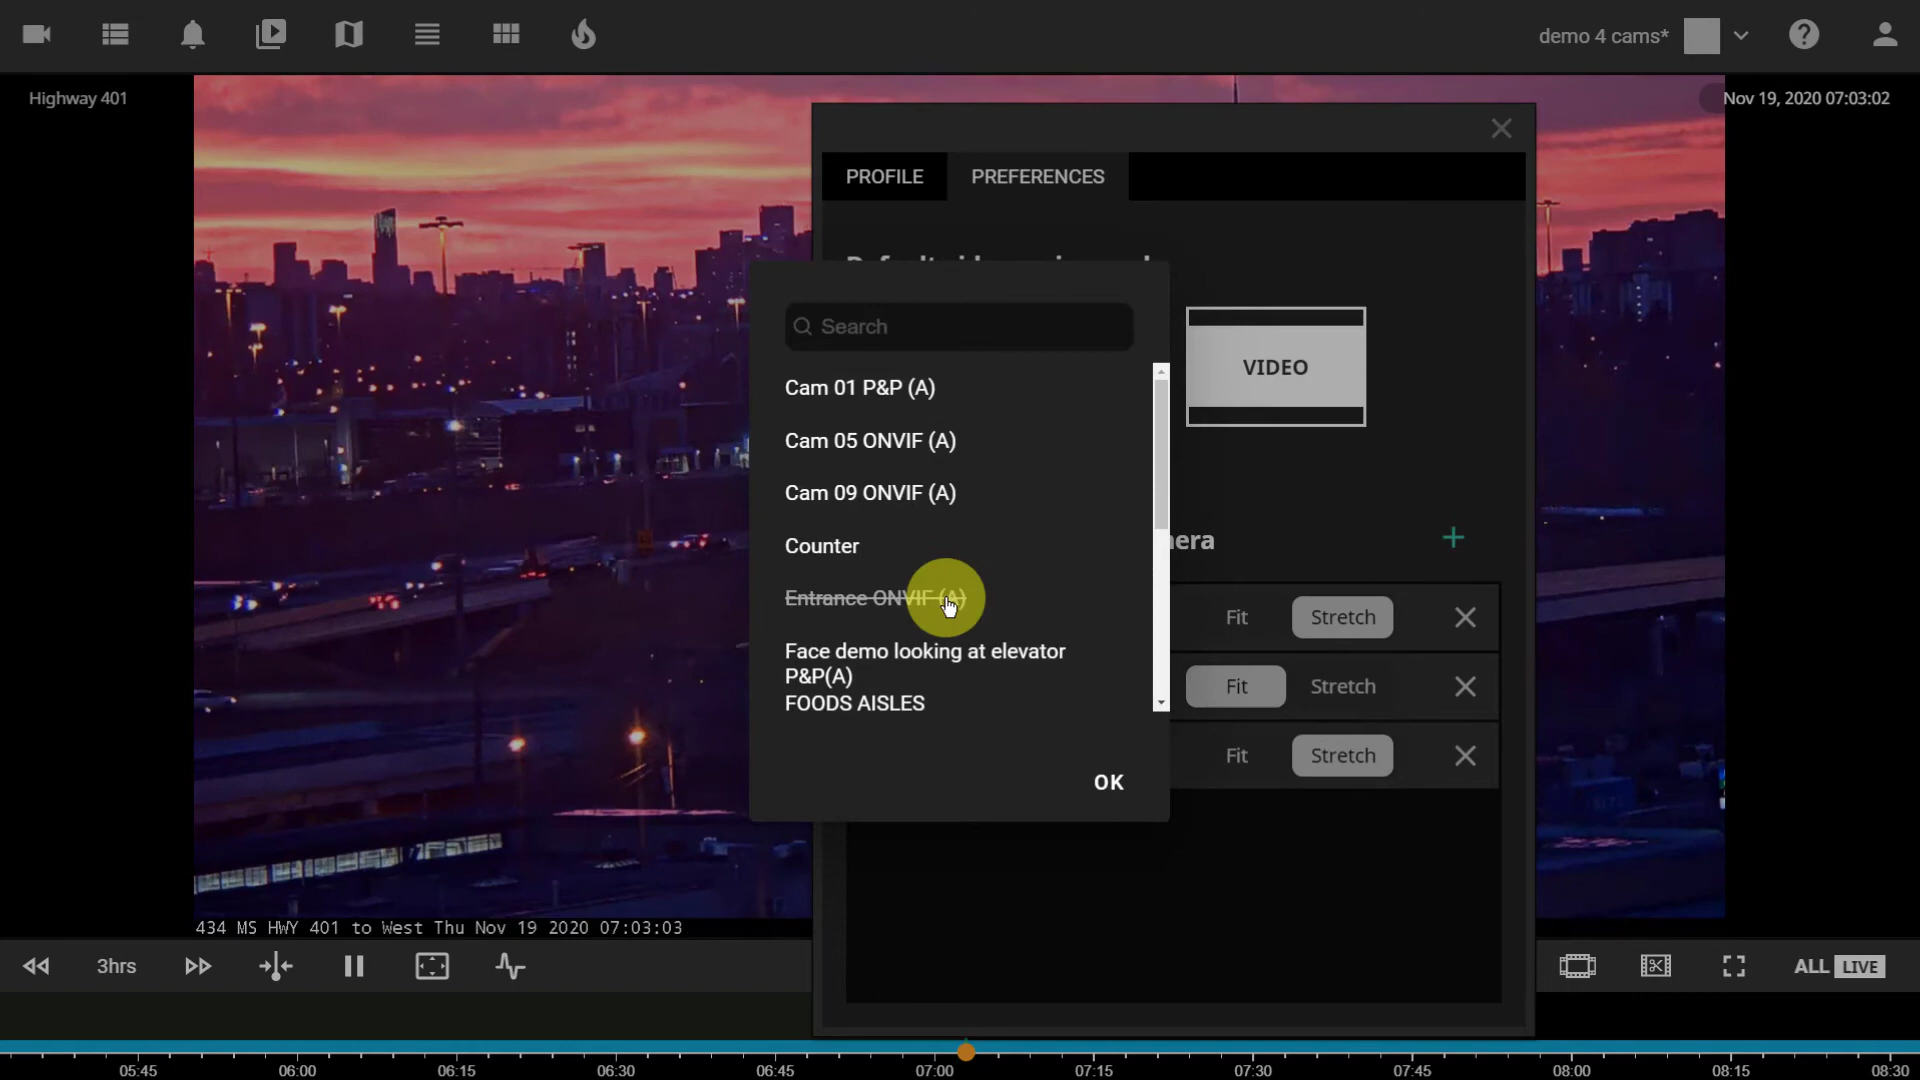 demo 4 cams*
Highway 401
Nov 19, 2020 07:03:02
PROFILE
PREFERENCES
Search
Cam 01 P&P (A)
Cam 05 ONVIF (A)
Cam 09 ONVIF (A)
Counter
Entrance ONVIF (A)
Face demo looking at elevator
P&P(A)
FOODS AISLES
OK
VIDEO
nera
Fit Stretch
Fit Stretch
Fit Stretch
434 MS HWY 401 to West Thu Nov 19 2020 07:03:03
3hrs
ALL LIVE
05:45 06:00 06:15 06:30 06:45 07:00 07:15 07:30 07:45 08:00 08:15 08:30